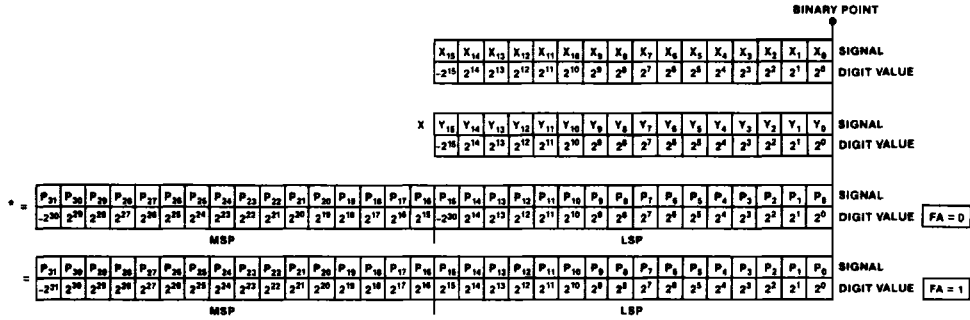 BINARY POINT
X15 X14 X13 X12 X11 X10 X9 X8 X7 X6 X5 X4 X3 X2 X1 X0 SIGNAL
-2^15 2^14 2^13 2^12 2^11 2^10 2^9 2^8 2^7 2^6 2^5 2^4 2^3 2^2 2^1 2^0 DIGIT VALUE
X Y15 Y14 Y13 Y12 Y11 Y10 Y9 Y8 Y7 Y6 Y5 Y4 Y3 Y2 Y1 Y0 SIGNAL
-2^15 2^14 2^13 2^12 2^11 2^10 2^9 2^8 2^7 2^6 2^5 2^4 2^3 2^2 2^1 2^0 DIGIT VALUE
* = P31 P30 P29 P28 P27 P26 P25 P24 P23 P22 P21 P20 P19 P18 P17 P16 P15 P14 P13 P12 P11 P10 P9 P8 P7 P6 P5 P4 P3 P2 P1 P0 SIGNAL
-2^30 2^29 2^28 2^27 2^26 2^25 2^24 2^23 2^22 2^21 2^20 2^19 2^18 2^17 2^16 2^15 -2^30 2^14 2^13 2^12 2^11 2^10 2^9 2^8 2^7 2^6 2^5 2^4 2^3 2^2 2^1 2^0 DIGIT VALUE FA = 0
MSP LSP
= P31 P30 P29 P28 P27 P26 P25 P24 P23 P22 P21 P20 P19 P18 P17 P16 P15 P14 P13 P12 P11 P10 P9 P8 P7 P6 P5 P4 P3 P2 P1 P0 SIGNAL
-2^31 2^30 2^29 2^28 2^27 2^26 2^25 2^24 2^23 2^22 2^21 2^20 2^19 2^18 2^17 2^16 2^15 2^14 2^13 2^12 2^11 2^10 2^9 2^8 2^7 2^6 2^5 2^4 2^3 2^2 2^1 2^0 DIGIT VALUE FA = 1
MSP LSP